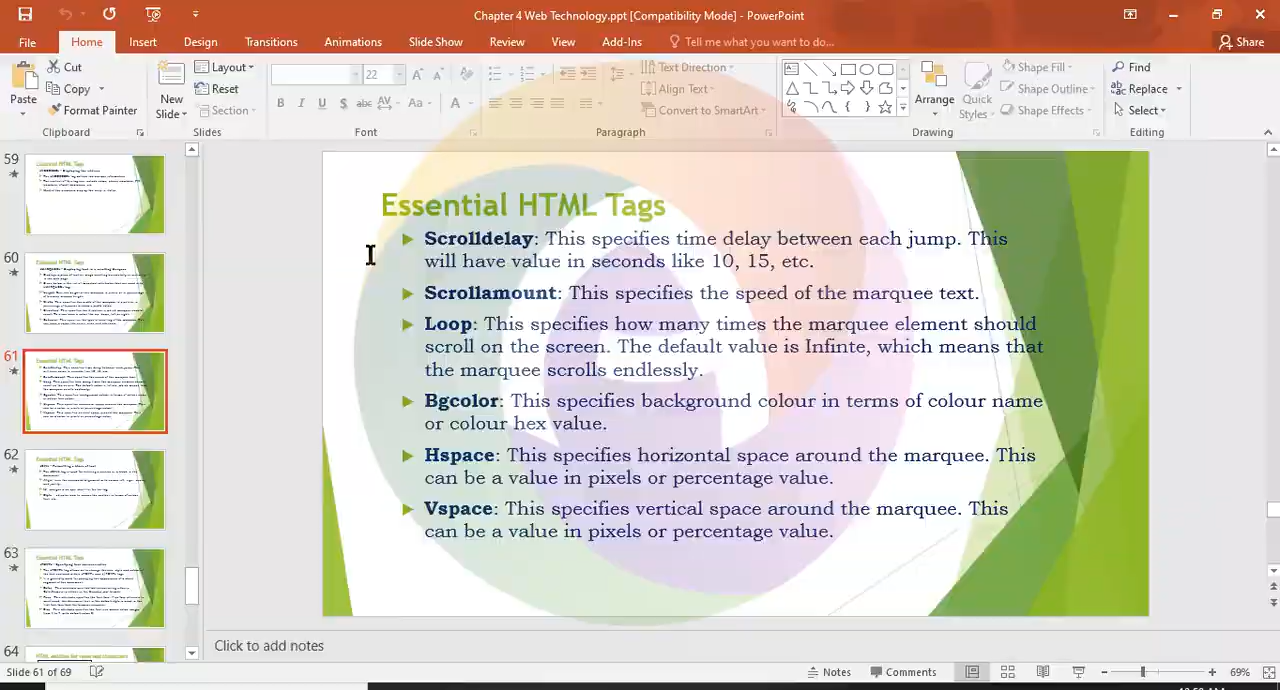 Chapter 4 Web Technology.ppt [Compatibility Mode] - PowerPoint
File Home Insert Design Transitions Animations Slide Show Review View Add-Ins Tell me what you want to do... Share
Cut
Copy
Format Painter
Paste
Clipboard
New
Slide
Layout
Reset
Section
Slides
22
B I U S abc AV Aa A
Font
Text Direction
Align Text
Convert to SmartArt
Paragraph
Arrange
Quick
Styles
Shape Fill
Shape Outline
Shape Effects
Drawing
Find
Replace
Select
Editing
59
60
61
62
63
64
Essential HTML Tags
Scrolldelay: This specifies time delay between each jump. This
will have value in seconds like 10, 15, etc.
Scrollamount: This specifies the speed of the marquee text.
Loop: This specifies how many times the marquee element should
scroll on the screen. The default value is Infinte, which means that
the marquee scrolls endlessly.
Bgcolor: This specifies background colour in terms of colour name
or colour hex value.
Hspace: This specifies horizontal space around the marquee. This
can be a value in pixels or percentage value.
Vspace: This specifies vertical space around the marquee. This
can be a value in pixels or percentage value.
Click to add notes
Slide 61 of 69
Notes Comments 69%